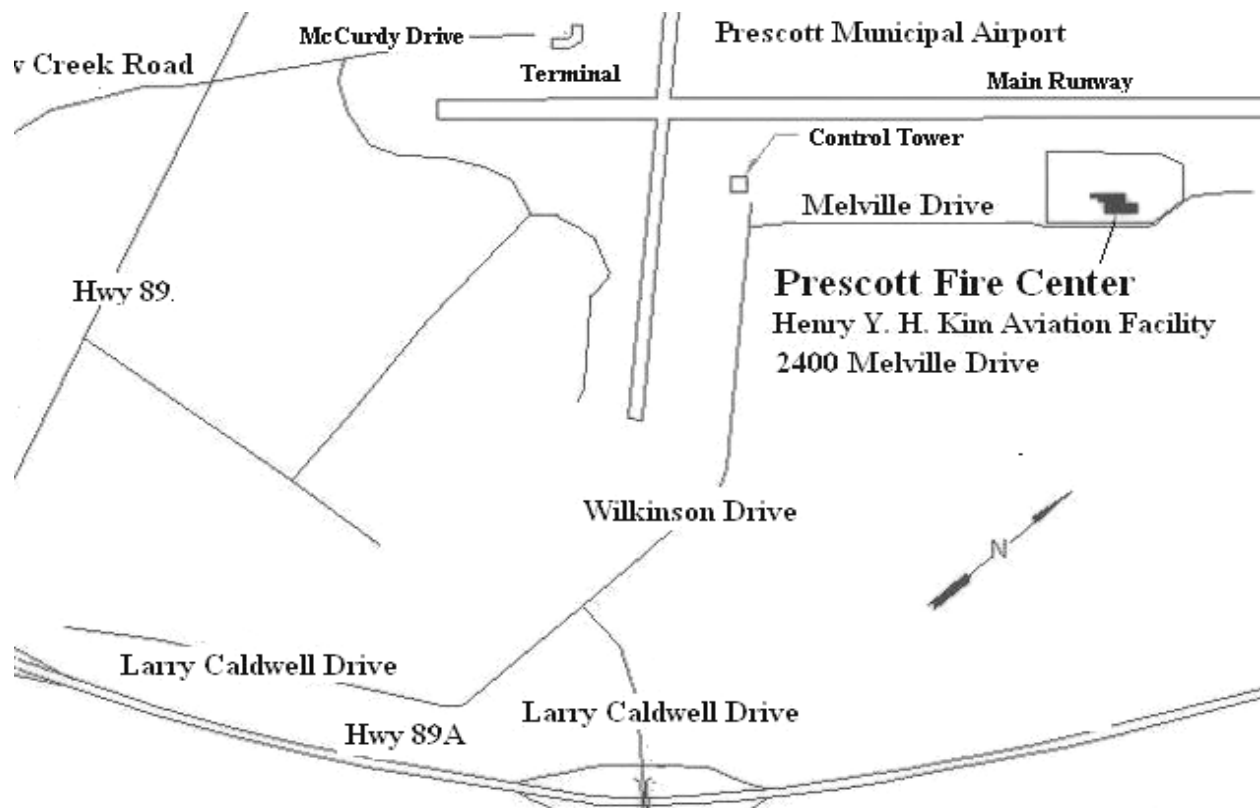 McCurdy Drive
Prescott Municipal Airport
Creek Road
Terminal
Main Runway
Control Tower
Melville Drive
Hwy 89
Prescott Fire Center
Henry Y. H. Kim Aviation Facility
2400 Melville Drive
Wilkinson Drive
N
Larry Caldwell Drive
Larry Caldwell Drive
Hwy 89A